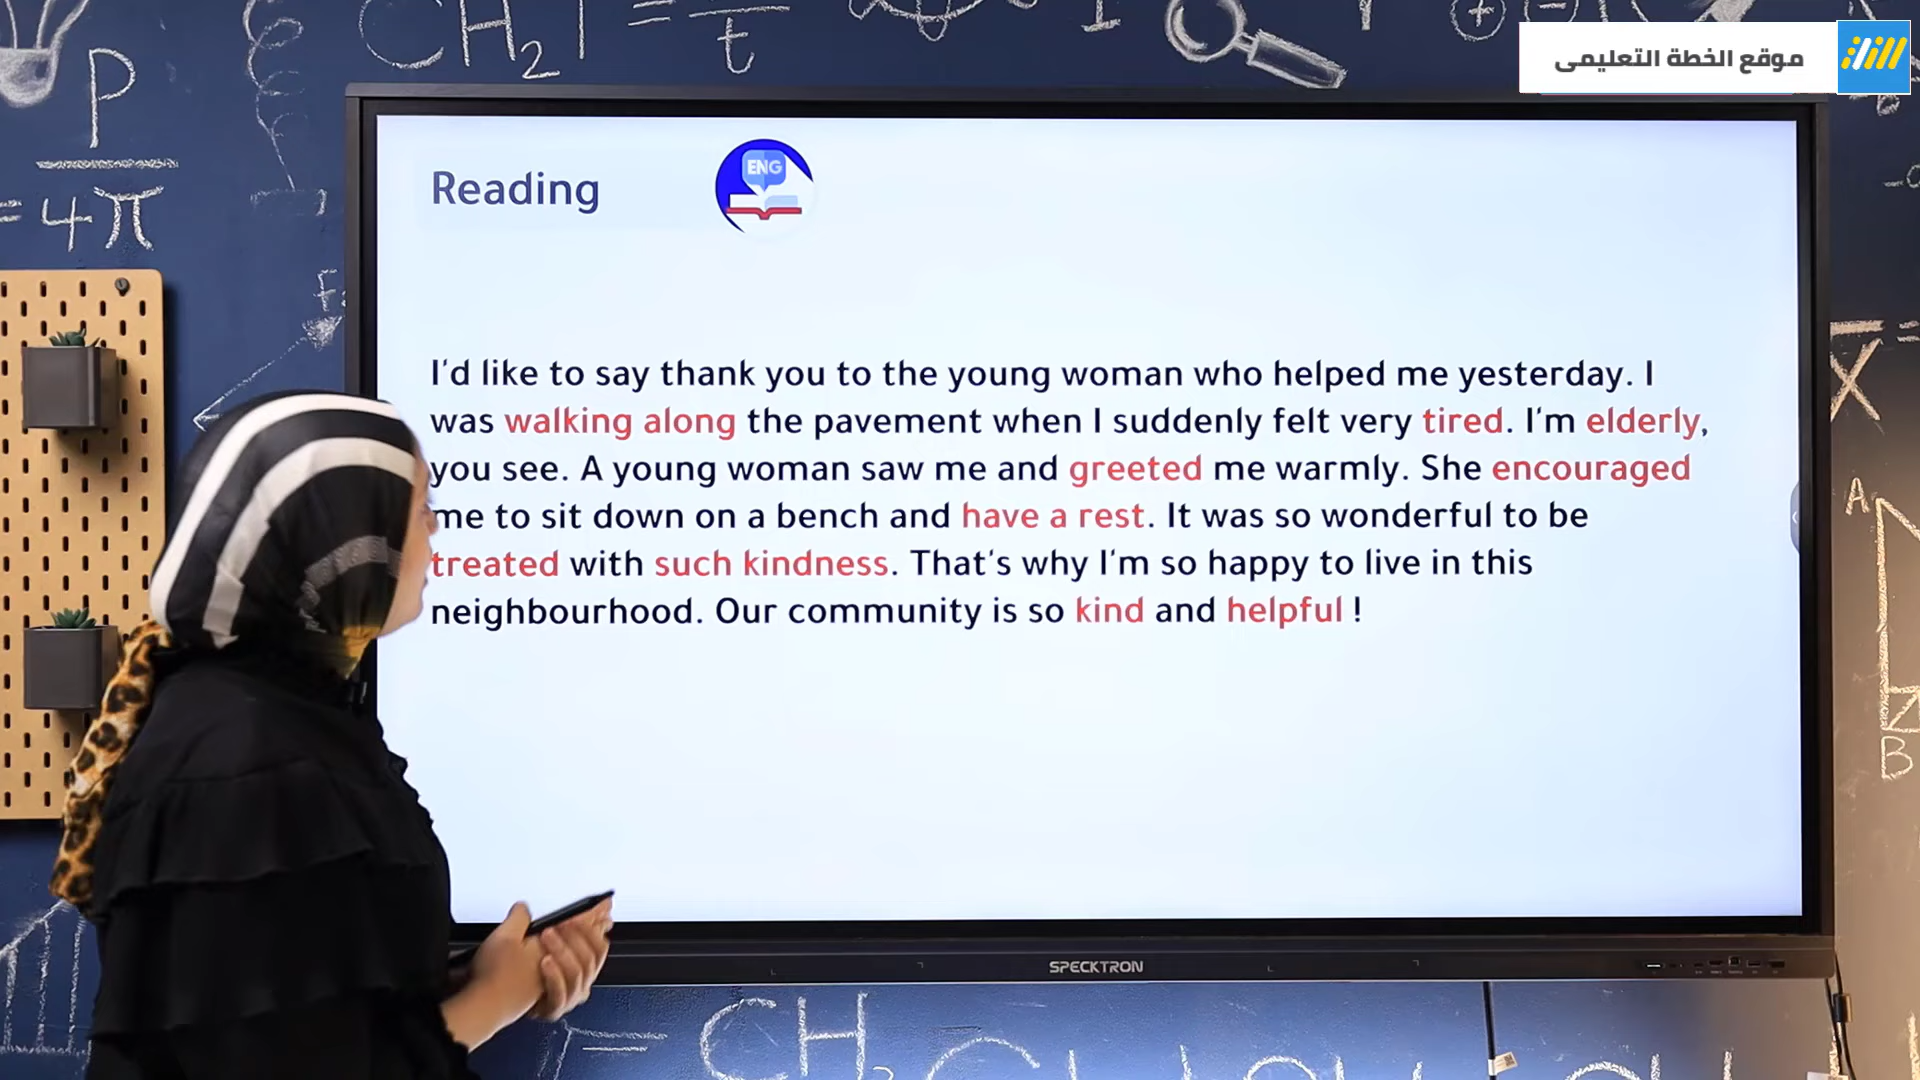 CH2
=
t
P
= 4π
موقع الخطة التعليمى
Reading
ENG
I'd like to say thank you to the young woman who helped me yesterday. I
was walking along the pavement when I suddenly felt very tired. I'm elderly,
you see. A young woman saw me and greeted me warmly. She encouraged
me to sit down on a bench and have a rest. It was so wonderful to be
treated with such kindness. That's why I'm so happy to live in this
neighbourhood. Our community is so kind and helpful !
X
A
B
SPECKTRON
= CH2